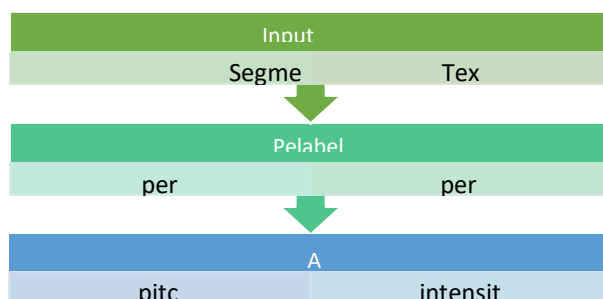 Input
Segme Tex
Pelabel
per per
A
pitc intensit